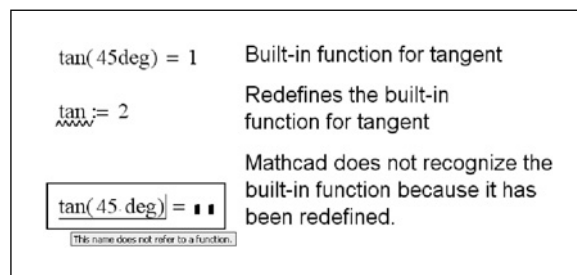 tan(45deg) = 1 Built-in function for tangent
Redefines the built-in
tan := 2 function for tangent
Mathcad does not recognize the
built-in function because it has
tan(45·deg) = ▮ ▮ been redefined.
This name does not refer to a function.